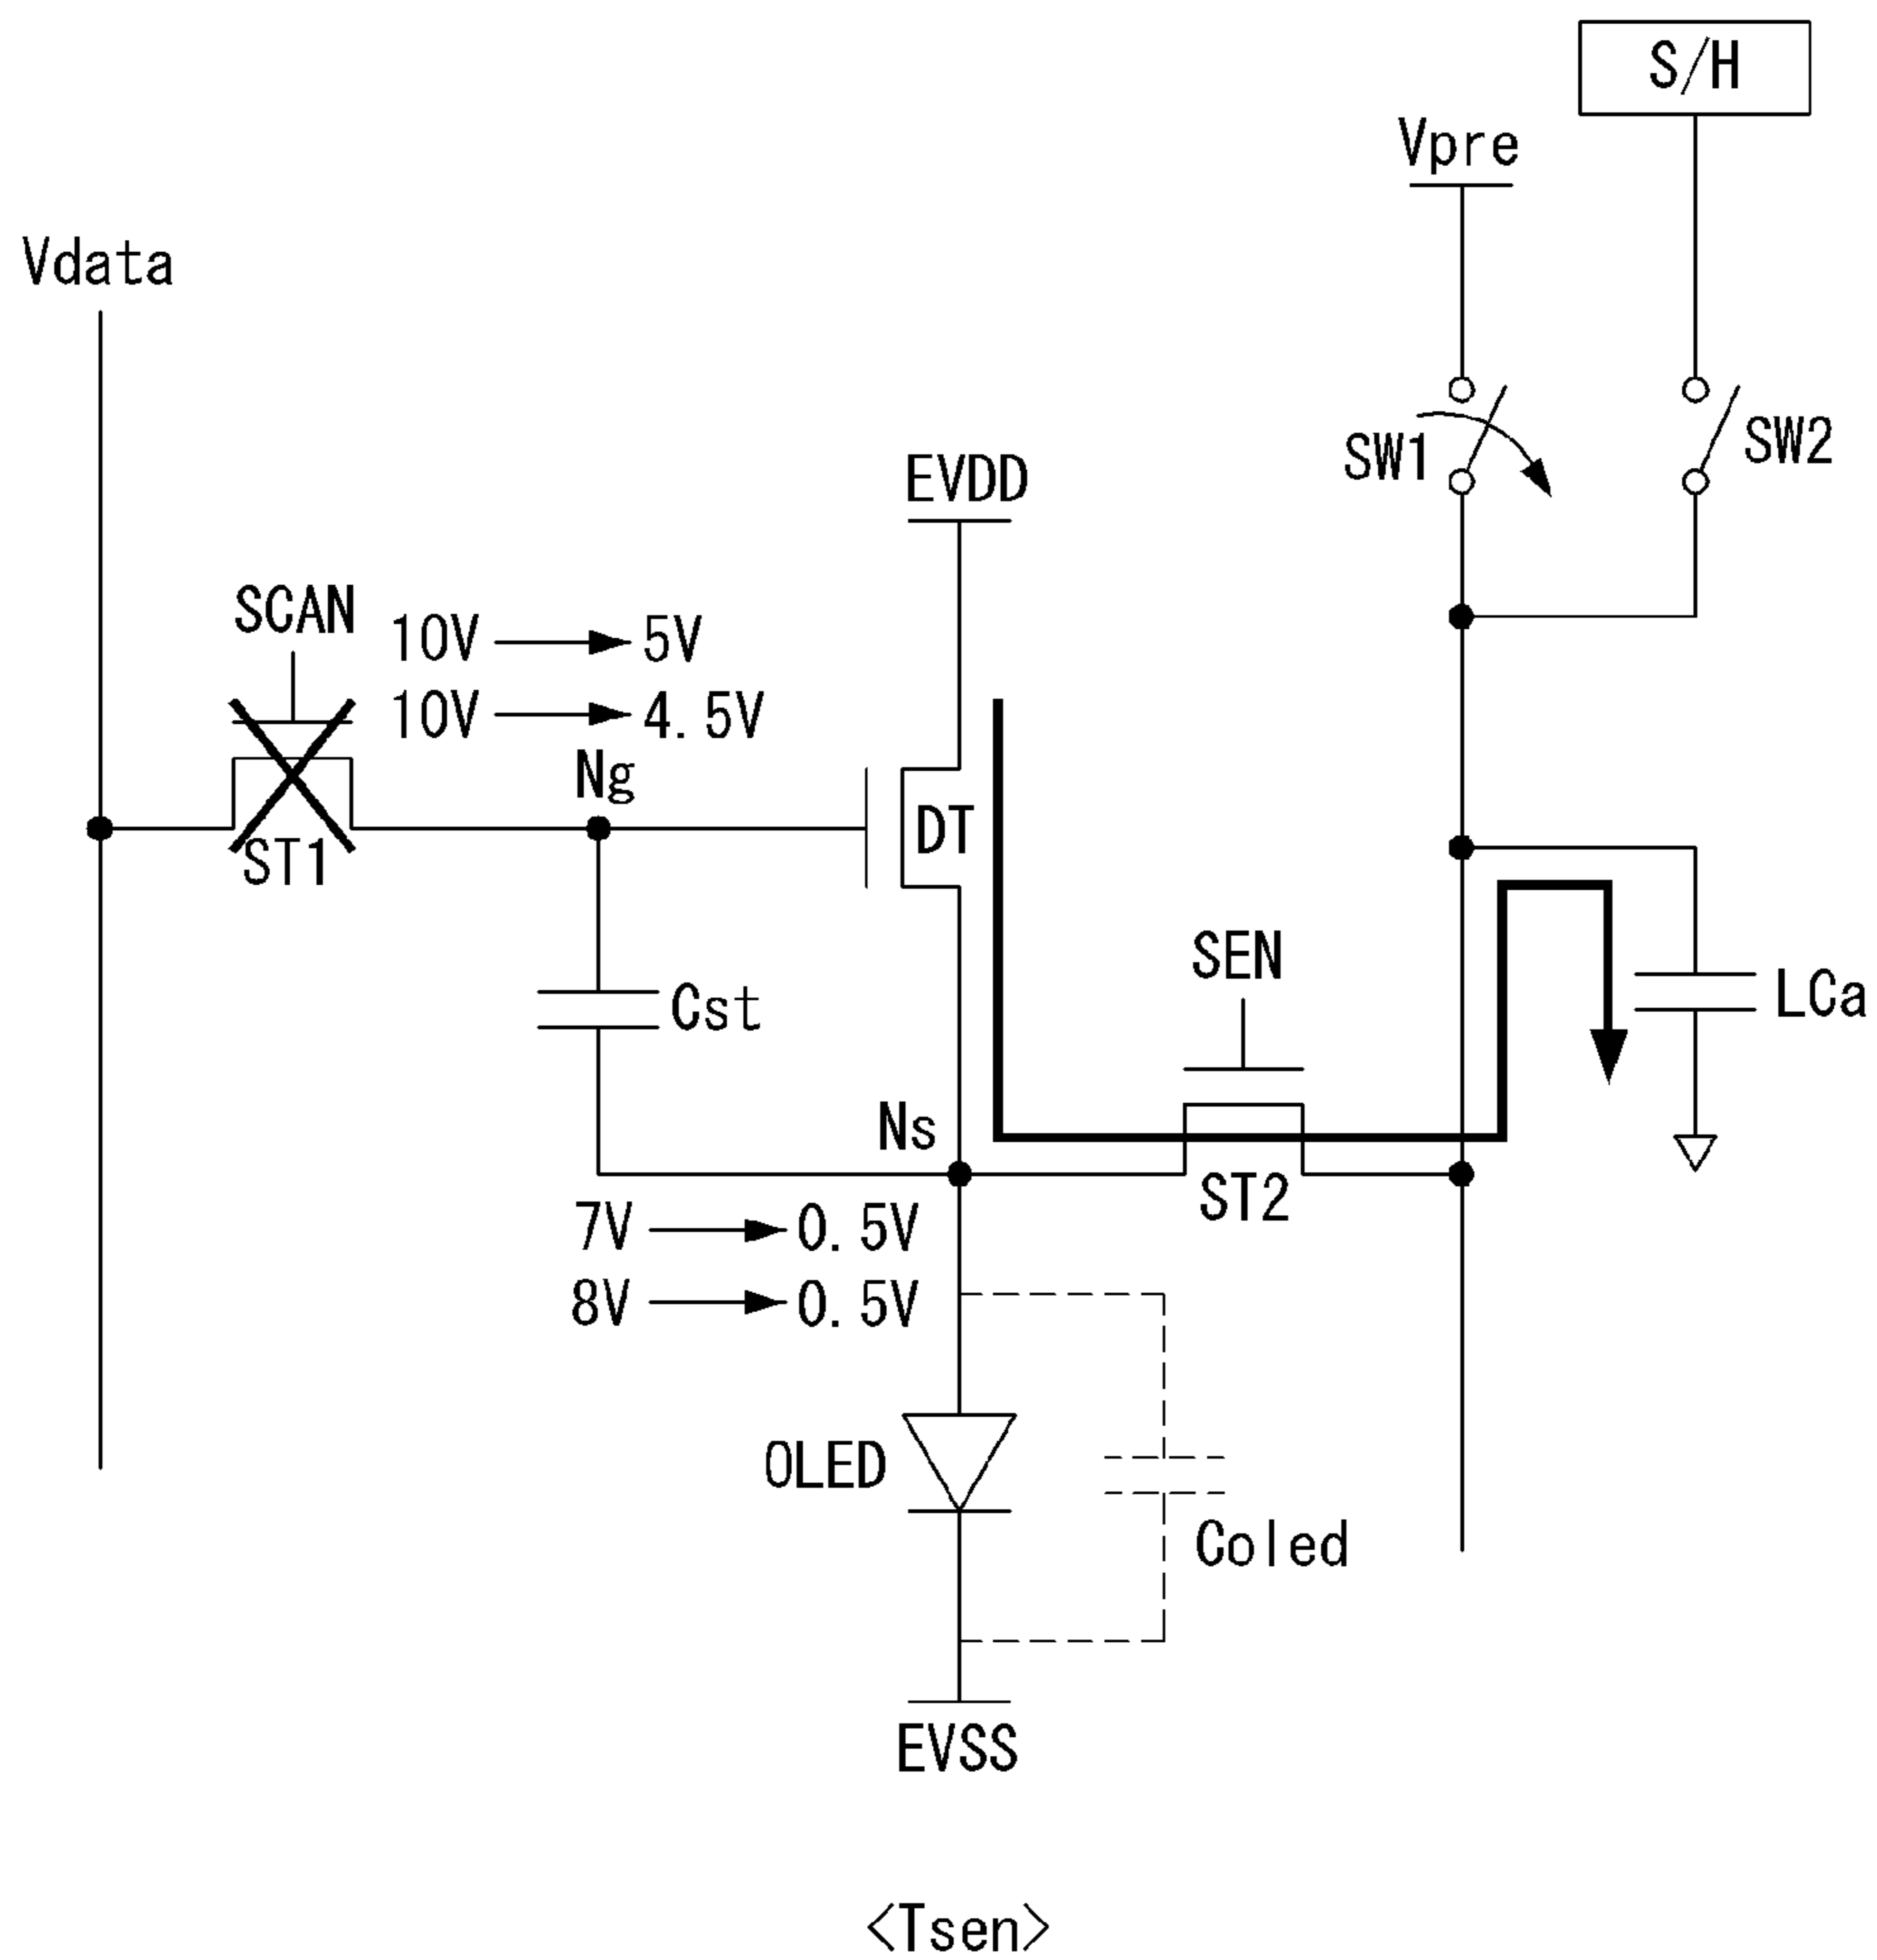 S/H
Vpre
Vdata
SW1
SW2
EVDD
SCAN
10V 5V
10V 4.5V
Ng
DT
ST1
SEN
Cst
LCa
Ns
ST2
7V 0.5V
8V 0.5V
OLED
Coled
EVSS
<Tsen>